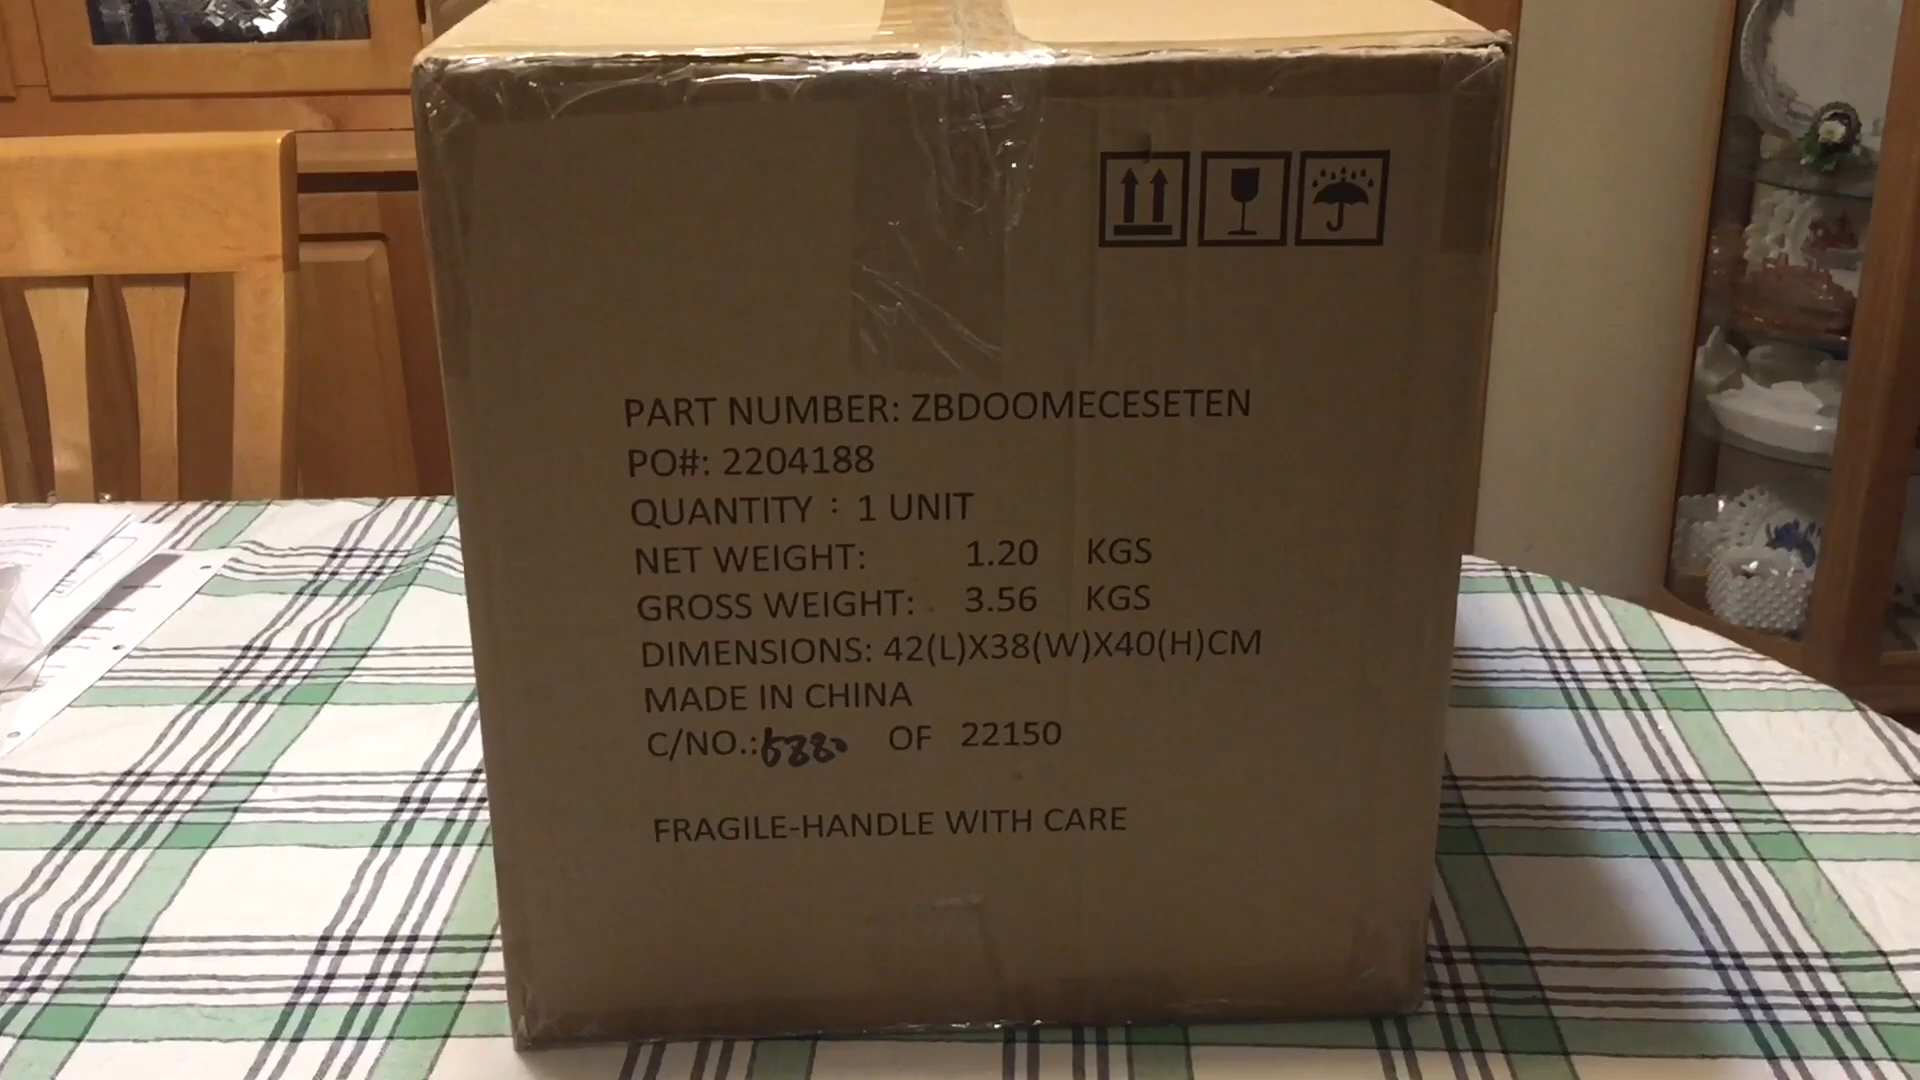 PART NUMBER: ZBDOOMECESETEN
PO#: 2204188
QUANTITY : 1 UNIT
NET WEIGHT: 1.20 KGS
GROSS WEIGHT: 3.56 KGS
DIMENSIONS: 42(L)X38(W)X40(H)CM
MADE IN CHINA
C/NO.: OF 22150
FRAGILE-HANDLE WITH CARE